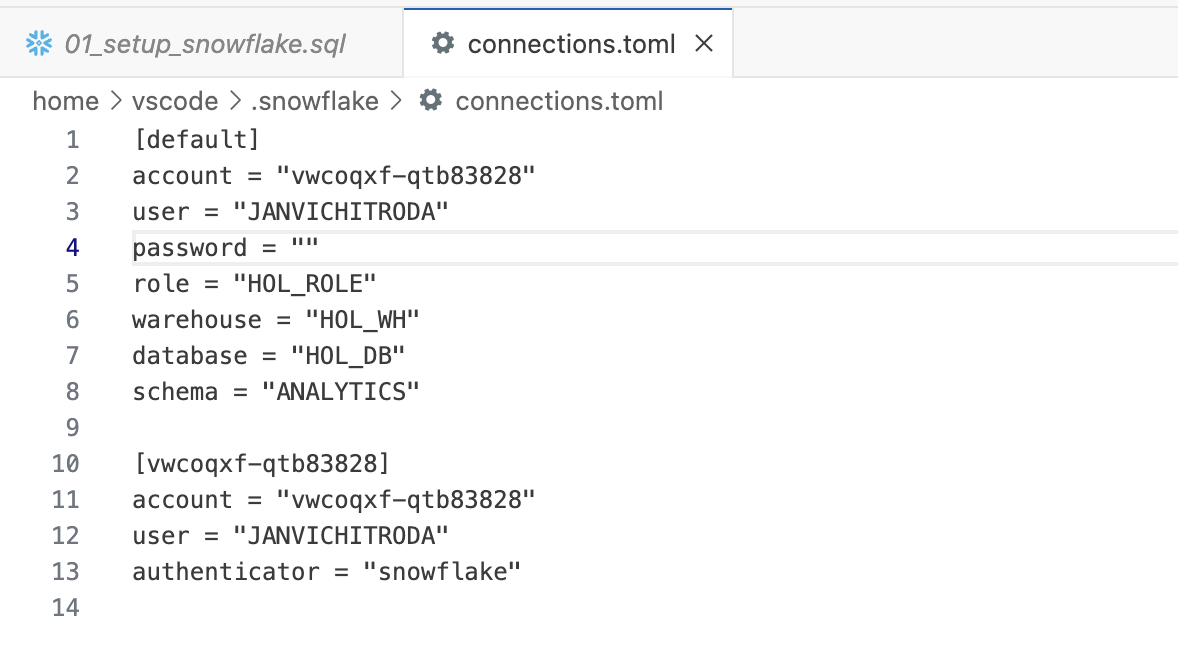 01_setup_snowflake.sql connections.toml
home > vscode > .snowflake > connections.toml
1 [default]
2 account = "vwcoqxf-qtb83828"
3 user = "JANVICHITRODA"
4 password = ""
5 role = "HOL_ROLE"
6 warehouse = "HOL_WH"
7 database = "HOL_DB"
8 schema = "ANALYTICS"
9
10 [vwcoqxf-qtb83828]
11 account = "vwcoqxf-qtb83828"
12 user = "JANVICHITRODA"
13 authenticator = "snowflake"
14